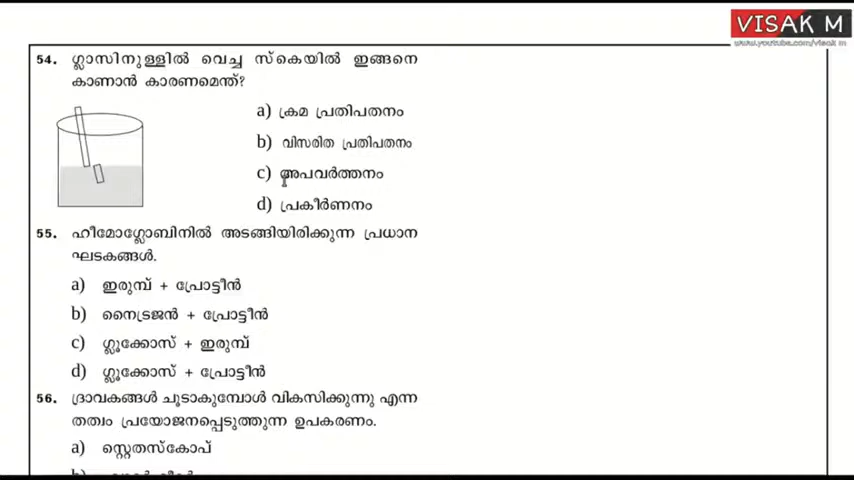 VISAK M
www.youtube.com/visak m
54. ഗ്ലാസിനുള്ളിൽ വെച്ച സ്കെയിൽ ഇങ്ങനെ
കാണാൻ കാരണമെന്ത്?
a) ക്രമ പ്രതിപതനം
b) വിസരിത പ്രതിപതനം
c) അപവർത്തനം
d) പ്രകീർണനം
55. ഹീമോഗ്ലോബിനിൽ അടങ്ങിയിരിക്കുന്ന പ്രധാന
ഘടകങ്ങൾ.
a) ഇരുമ്പ് + പ്രോട്ടീൻ
b) നൈട്രജൻ + പ്രോട്ടീൻ
c) ഗ്ലൂക്കോസ് + ഇരുമ്പ്
d) ഗ്ലൂക്കോസ് + പ്രോട്ടീൻ
56. ദ്രാവകങ്ങൾ ചൂടാകുമ്പോൾ വികസിക്കുന്നു എന്ന
തത്വം പ്രയോജനപ്പെടുത്തുന്ന ഉപകരണം.
a) സ്റ്റെതസ്കോപ്